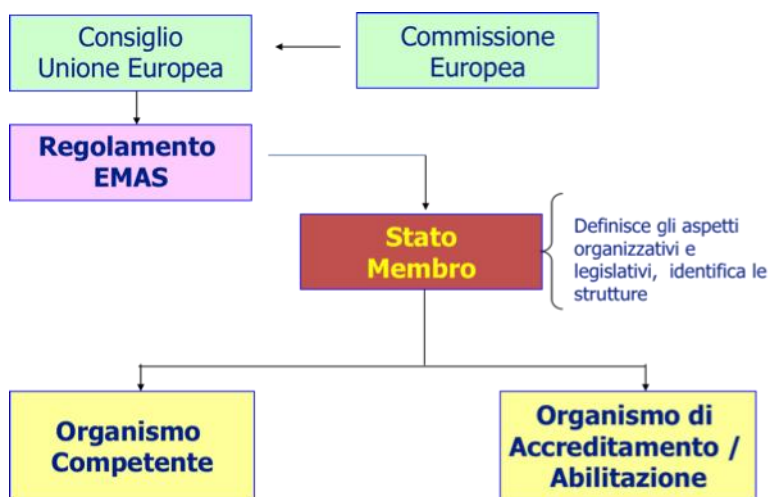 Consiglio
Unione Europea
Commissione
Europea
Regolamento
EMAS
Stato
Membro
Definisce gli aspetti
organizzativi e
legislativi, identifica le
strutture
Organismo
Competente
Organismo di
Accreditamento /
Abilitazione